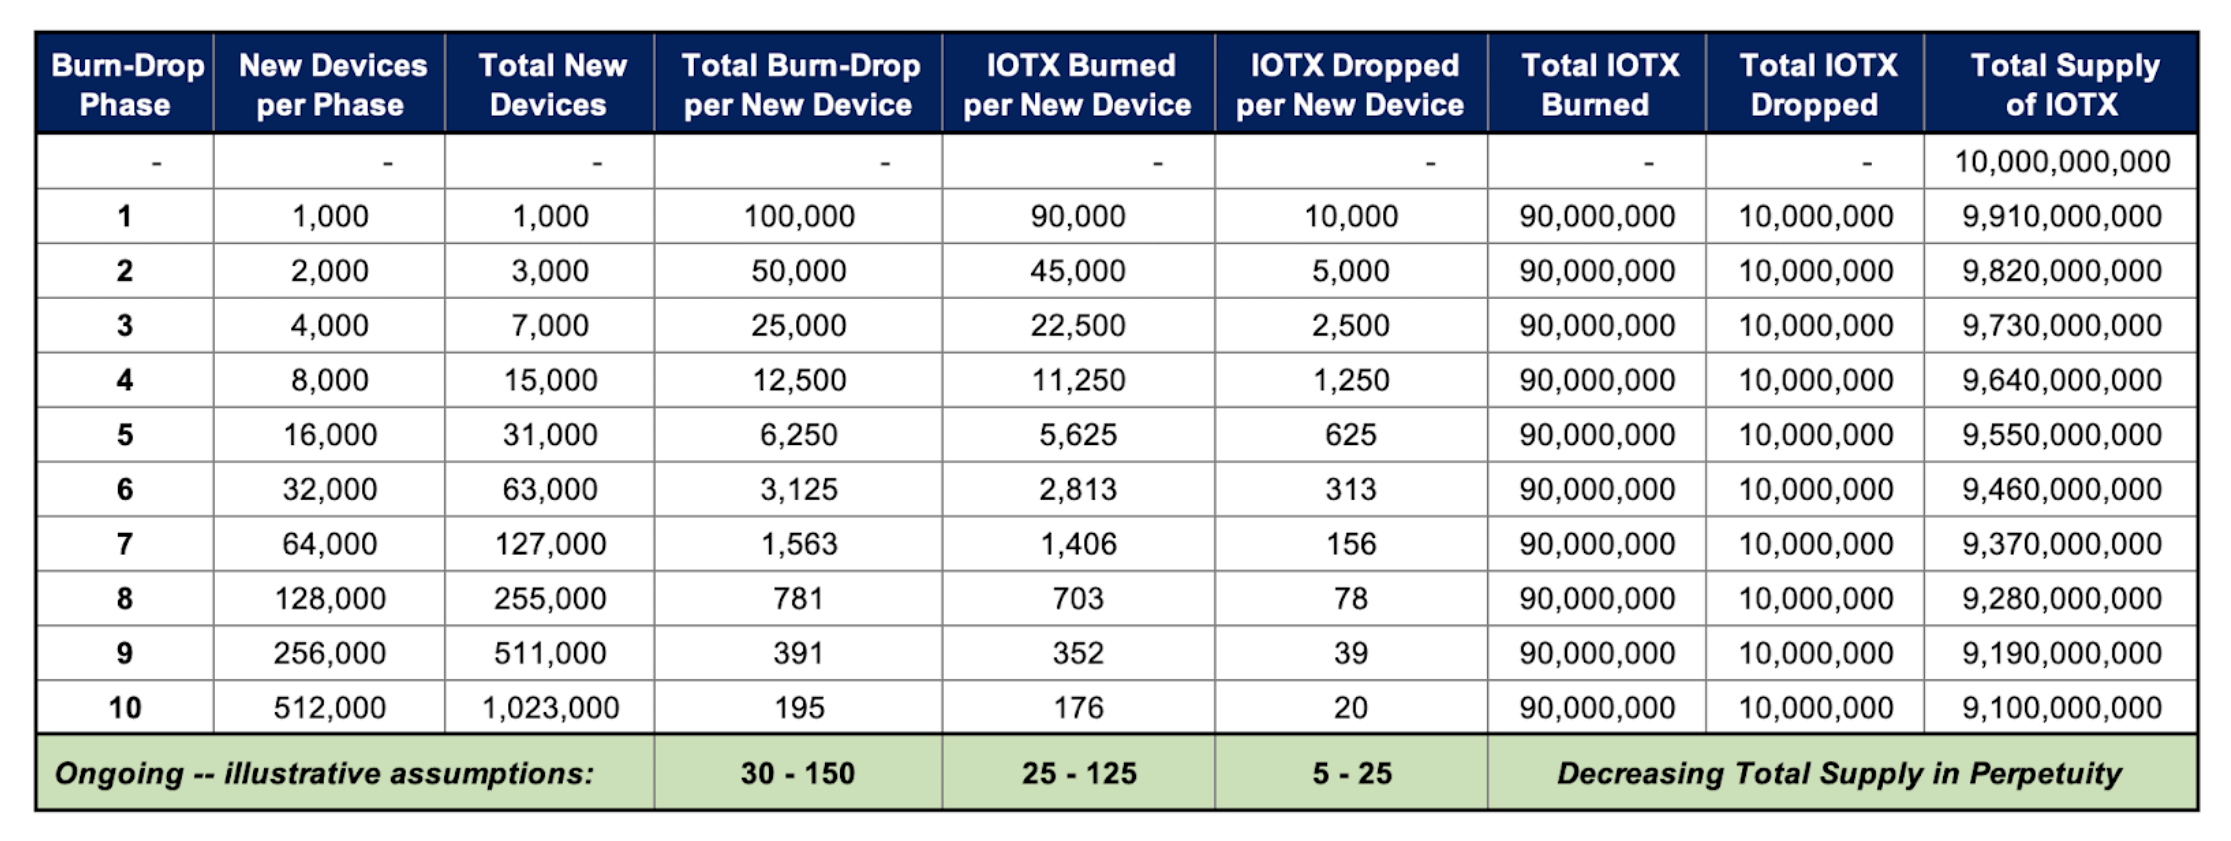 Burn-Drop Phase | New Devices per Phase | Total New Devices | Total Burn-Drop per New Device | IOTX Burned per New Device | IOTX Dropped per New Device | Total IOTX Burned | Total IOTX Dropped | Total Supply of IOTX
- | - | - | - | - | - | - | - | 10,000,000,000
1 | 1,000 | 1,000 | 100,000 | 90,000 | 10,000 | 90,000,000 | 10,000,000 | 9,910,000,000
2 | 2,000 | 3,000 | 50,000 | 45,000 | 5,000 | 90,000,000 | 10,000,000 | 9,820,000,000
3 | 4,000 | 7,000 | 25,000 | 22,500 | 2,500 | 90,000,000 | 10,000,000 | 9,730,000,000
4 | 8,000 | 15,000 | 12,500 | 11,250 | 1,250 | 90,000,000 | 10,000,000 | 9,640,000,000
5 | 16,000 | 31,000 | 6,250 | 5,625 | 625 | 90,000,000 | 10,000,000 | 9,550,000,000
6 | 32,000 | 63,000 | 3,125 | 2,813 | 313 | 90,000,000 | 10,000,000 | 9,460,000,000
7 | 64,000 | 127,000 | 1,563 | 1,406 | 156 | 90,000,000 | 10,000,000 | 9,370,000,000
8 | 128,000 | 255,000 | 781 | 703 | 78 | 90,000,000 | 10,000,000 | 9,280,000,000
9 | 256,000 | 511,000 | 391 | 352 | 39 | 90,000,000 | 10,000,000 | 9,190,000,000
10 | 512,000 | 1,023,000 | 195 | 176 | 20 | 90,000,000 | 10,000,000 | 9,100,000,000
Ongoing -- illustrative assumptions: | 30 - 150 | 25 - 125 | 5 - 25 | Decreasing Total Supply in Perpetuity